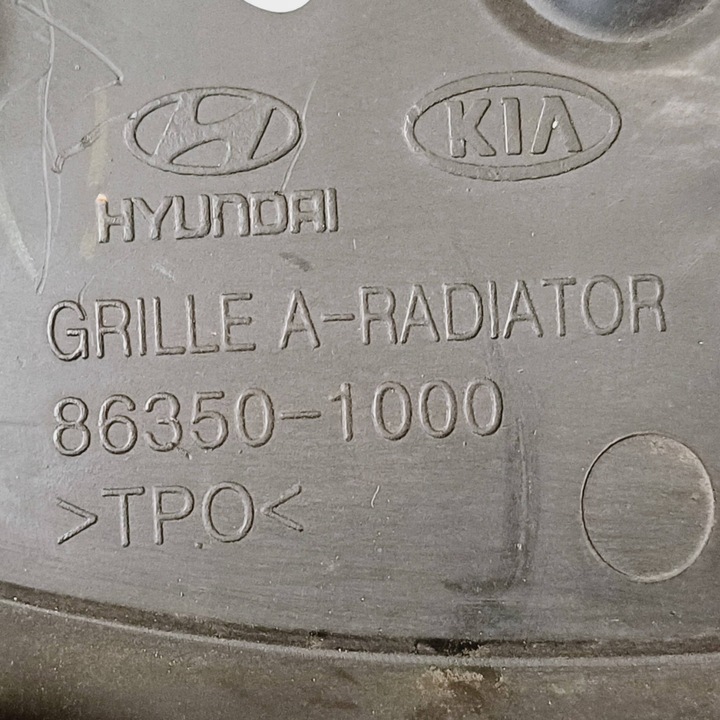 KIA
HYUNDAI
GRILLE A-RADIATOR
86350-1000
>TPO<